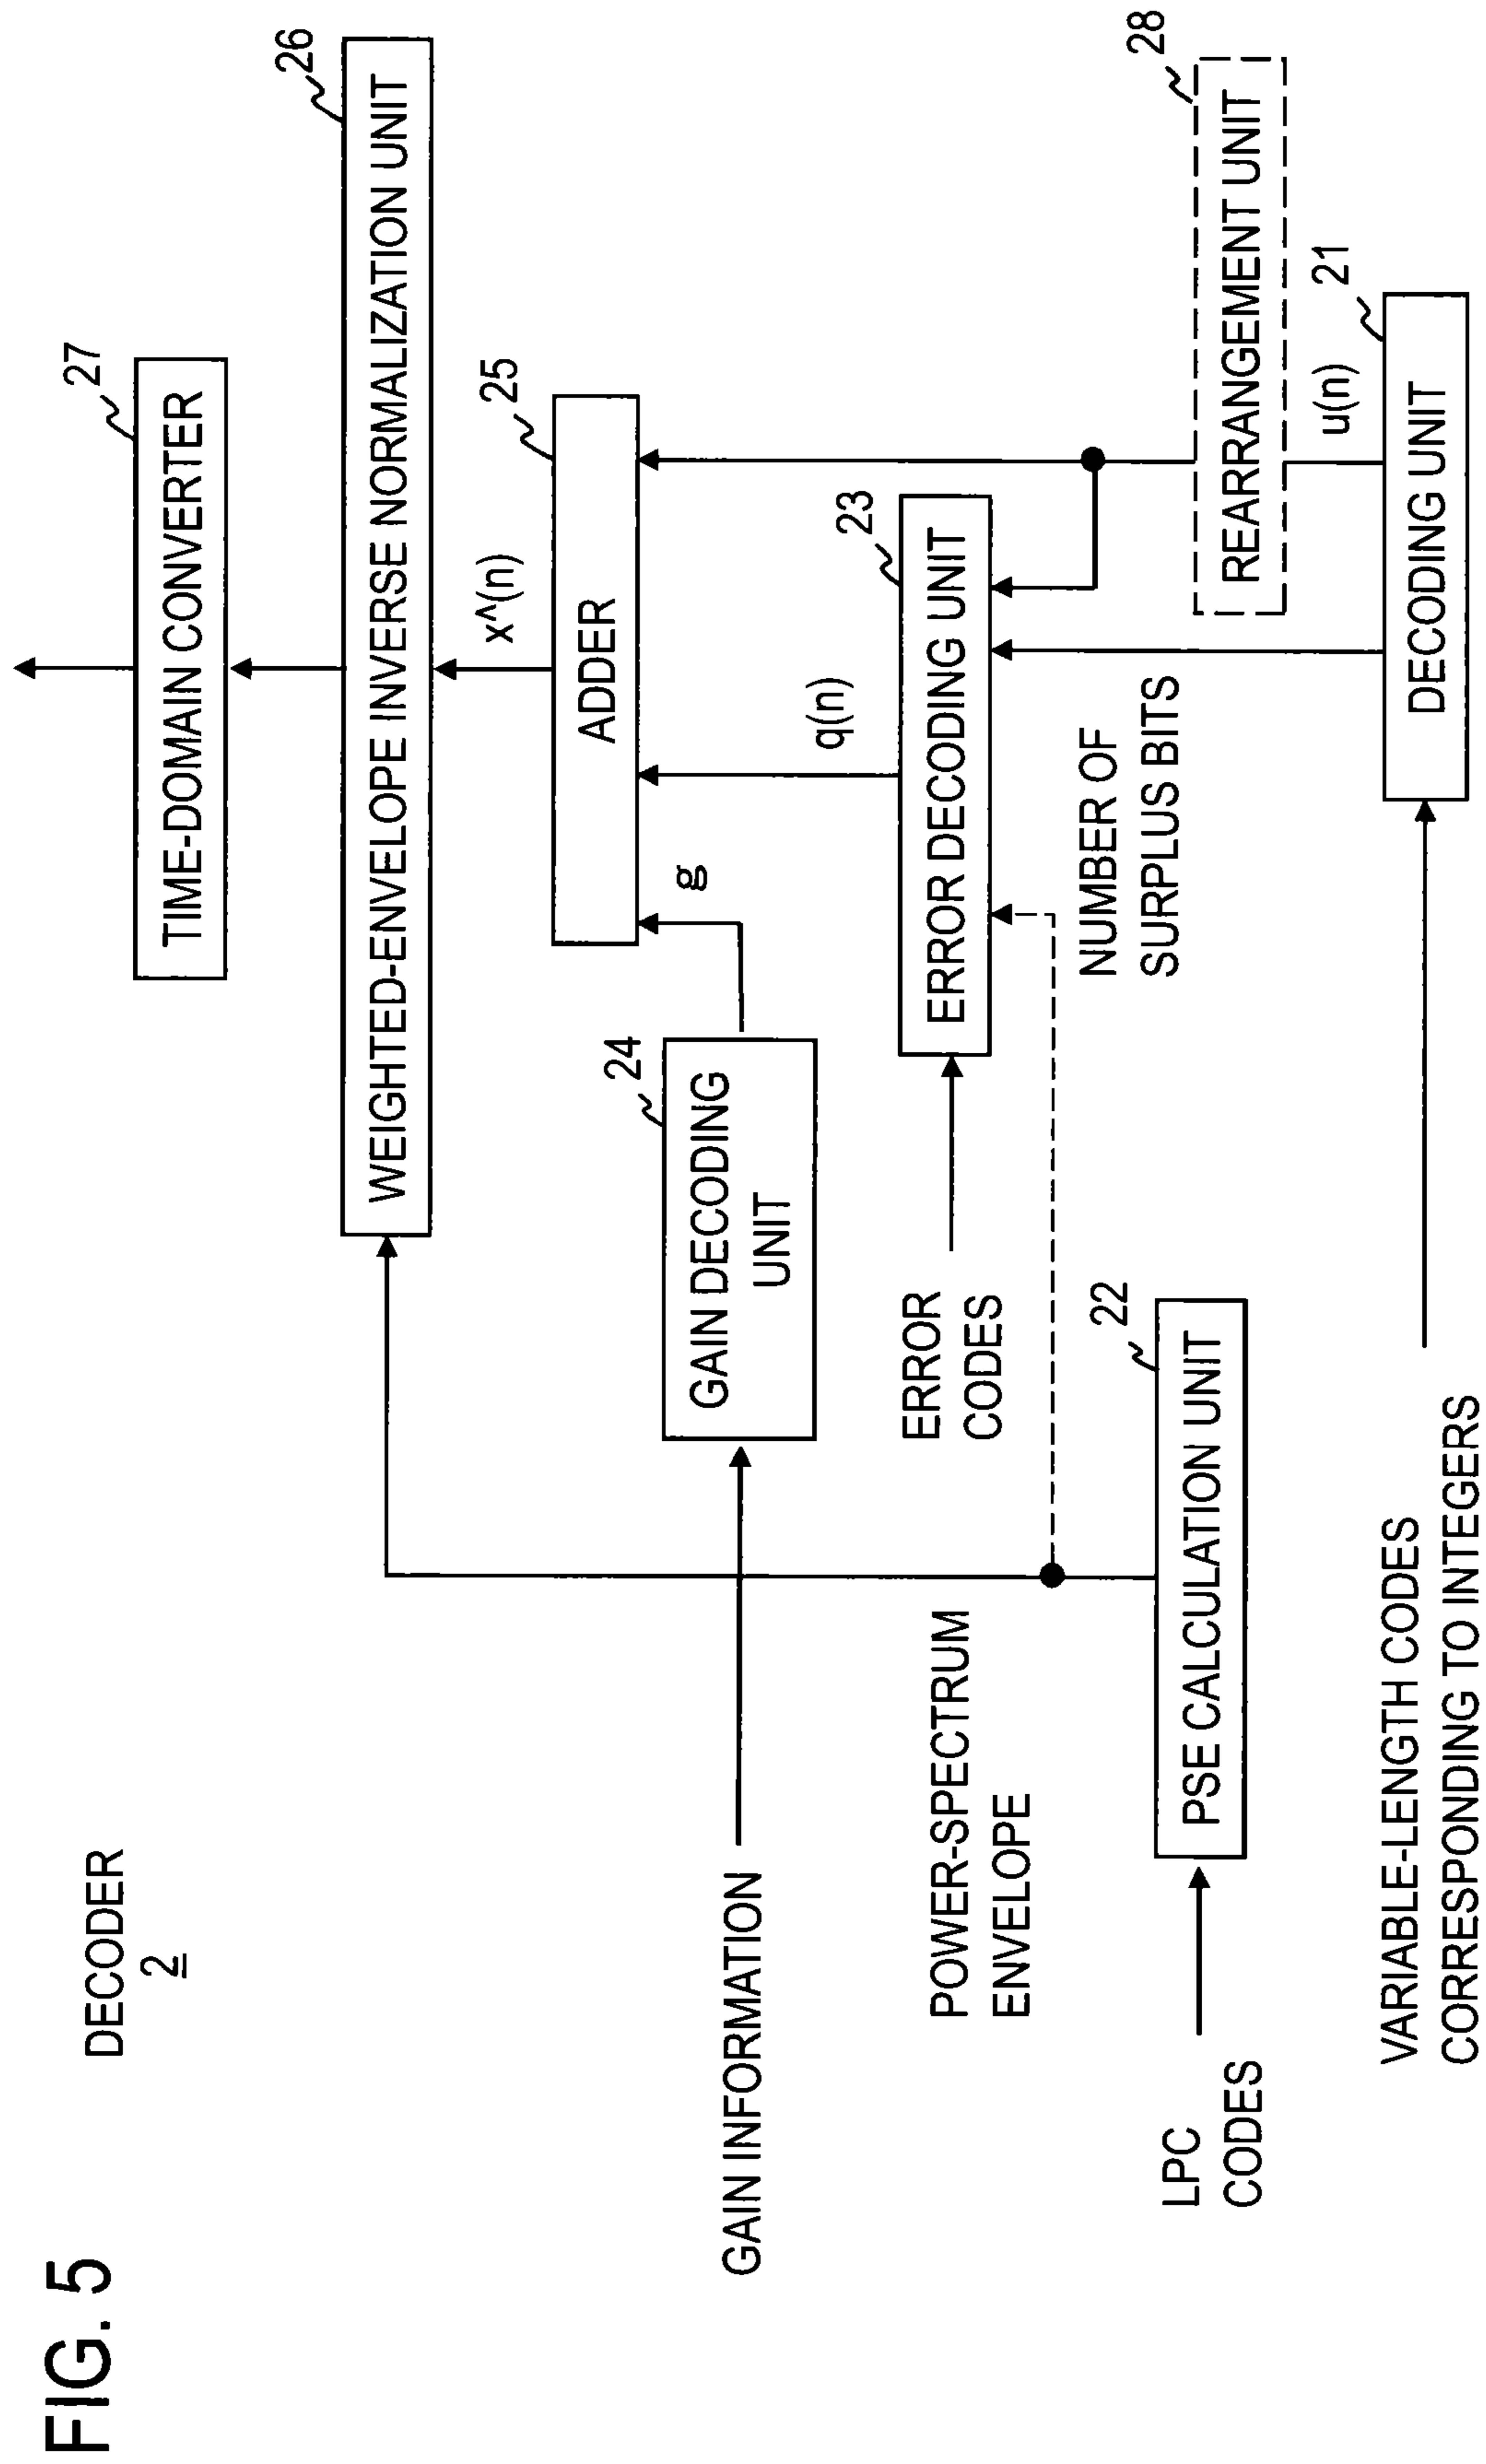 FIG. 5
DECODER
2
27
TIME-DOMAIN CONVERTER
26
WEIGHTED-ENVELOPE INVERSE NORMALIZATION UNIT
x^(n)
25
ADDER
g
24
GAIN DECODING
UNIT
GAIN INFORMATION
q(n)
23
ERROR DECODING UNIT
ERROR
CODES
POWER-SPECTRUM
ENVELOPE
NUMBER OF
SURPLUS BITS
28
REARRANGEMENT UNIT
22
PSE CALCULATION UNIT
LPC
CODES
u(n)
21
DECODING UNIT
VARIABLE-LENGTH CODES
CORRESPONDING TO INTEGERS